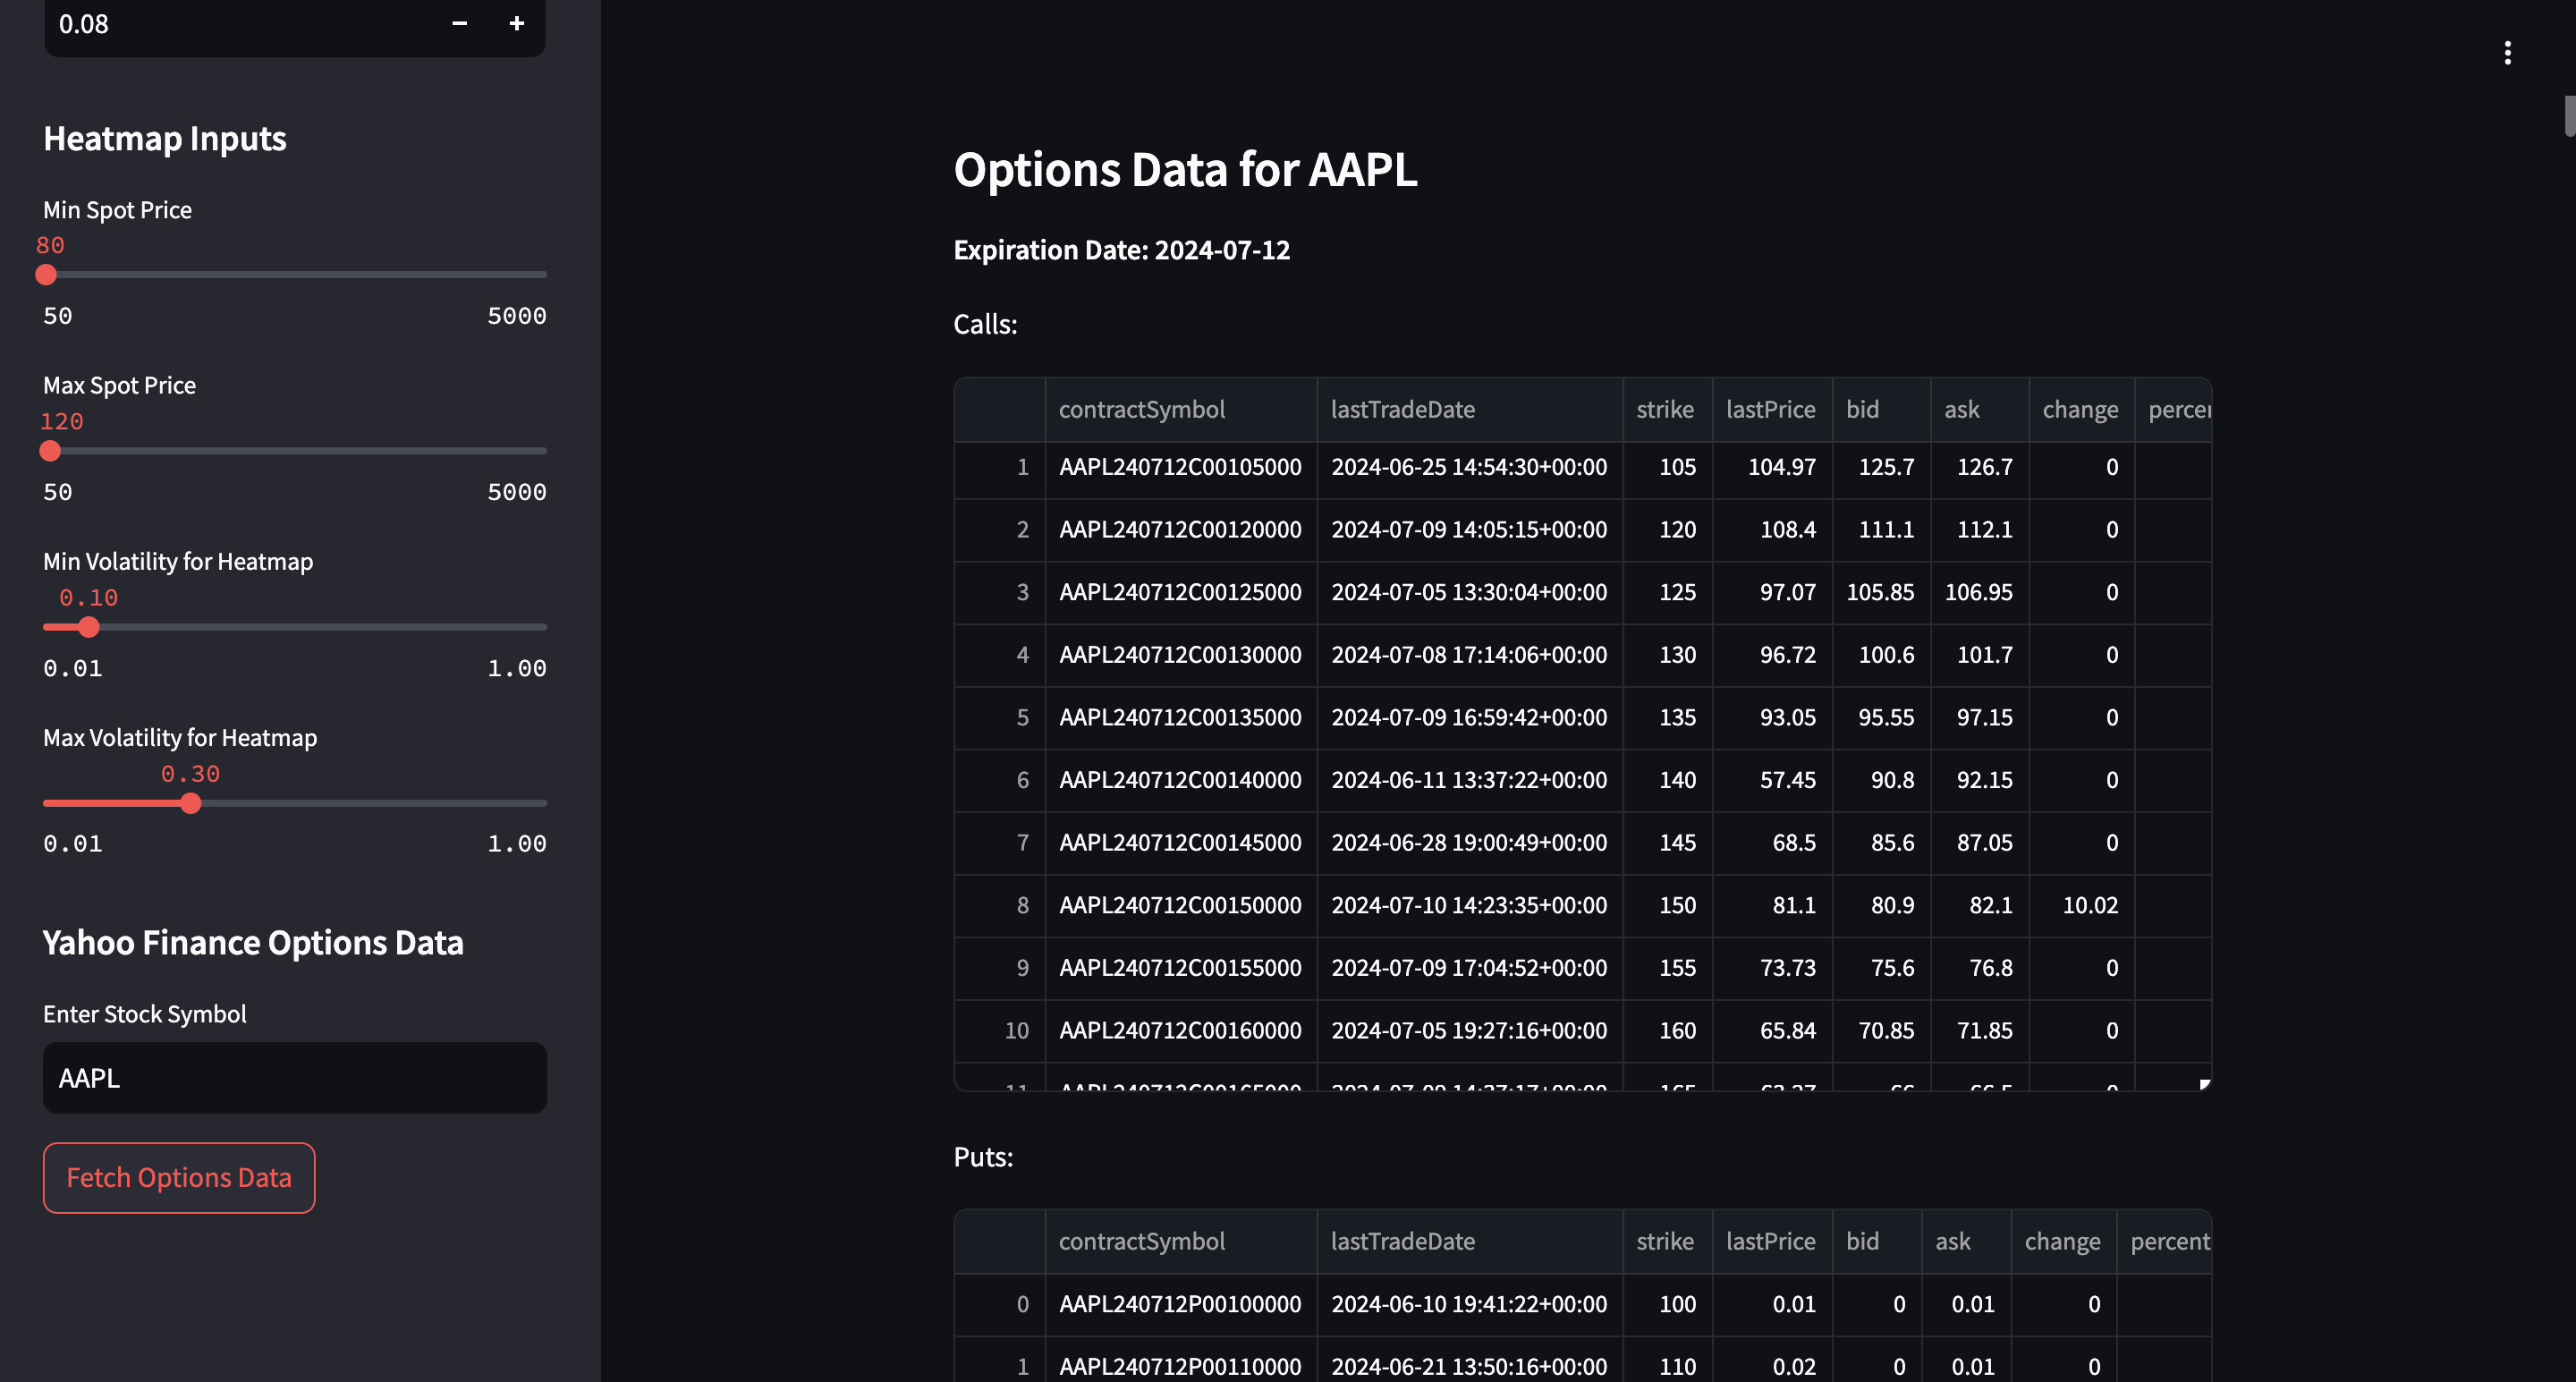 0.08 − +
Heatmap Inputs
Min Spot Price
80
50 5000
Max Spot Price
120
50 5000
Min Volatility for Heatmap
0.10
0.01 1.00
Max Volatility for Heatmap
0.30
0.01 1.00
Yahoo Finance Options Data
Enter Stock Symbol
AAPL
Fetch Options Data
Options Data for AAPL
Expiration Date: 2024-07-12
Calls:
contractSymbol lastTradeDate strike lastPrice bid ask change percen
1 AAPL240712C00105000 2024-06-25 14:54:30+00:00 105 104.97 125.7 126.7 0
2 AAPL240712C00120000 2024-07-09 14:05:15+00:00 120 108.4 111.1 112.1 0
3 AAPL240712C00125000 2024-07-05 13:30:04+00:00 125 97.07 105.85 106.95 0
4 AAPL240712C00130000 2024-07-08 17:14:06+00:00 130 96.72 100.6 101.7 0
5 AAPL240712C00135000 2024-07-09 16:59:42+00:00 135 93.05 95.55 97.15 0
6 AAPL240712C00140000 2024-06-11 13:37:22+00:00 140 57.45 90.8 92.15 0
7 AAPL240712C00145000 2024-06-28 19:00:49+00:00 145 68.5 85.6 87.05 0
8 AAPL240712C00150000 2024-07-10 14:23:35+00:00 150 81.1 80.9 82.1 10.02
9 AAPL240712C00155000 2024-07-09 17:04:52+00:00 155 73.73 75.6 76.8 0
10 AAPL240712C00160000 2024-07-05 19:27:16+00:00 160 65.84 70.85 71.85 0
11 AAPL240712C00165000 165 66 66.5 0
Puts:
contractSymbol lastTradeDate strike lastPrice bid ask change percent
0 AAPL240712P00100000 2024-06-10 19:41:22+00:00 100 0.01 0 0.01 0
1 AAPL240712P00110000 2024-06-21 13:50:16+00:00 110 0.02 0 0.01 0